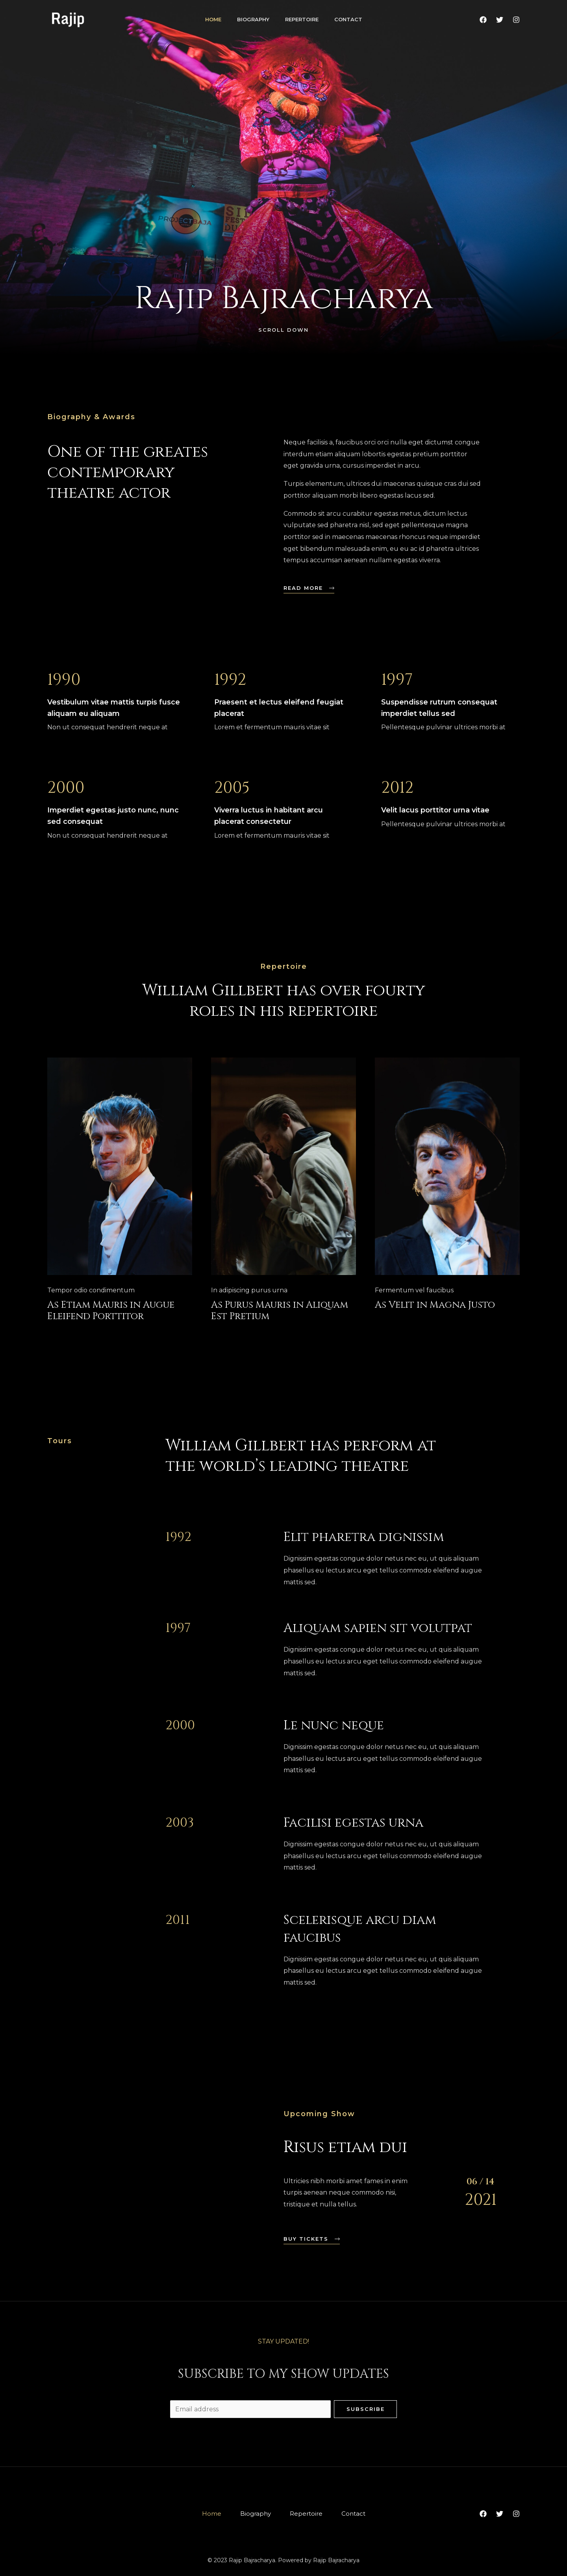 Rajip
HOME BIOGRAPHY REPERTOIRE CONTACT
PROJECT BAJA
Rajip Bajracharya
SCROLL DOWN
Biography & Awards
One of the greates
contemporary
theatre actor
Neque facilisis a, faucibus orci orci nulla eget dictumst congue
interdum etiam aliquam lobortis egestas pretium porttitor
eget gravida urna, cursus imperdiet in arcu.
Turpis elementum, ultrices dui maecenas quisque cras dui sed
porttitor aliquam morbi libero egestas lacus sed.
Commodo sit arcu curabitur egestas metus, dictum lectus
vulputate sed pharetra nisl, sed eget pellentesque magna
porttitor sed in maecenas maecenas rhoncus neque imperdiet
eget bibendum malesuada enim, eu eu ac id pharetra ultrices
tempus accumsan aenean nullam egestas viverra.
READ MORE
1990
Vestibulum vitae mattis turpis fusce
aliquam eu aliquam
Non ut consequat hendrerit neque at
1992
Praesent et lectus eleifend feugiat
placerat
Lorem et fermentum mauris vitae sit
1997
Suspendisse rutrum consequat
imperdiet tellus sed
Pellentesque pulvinar ultrices morbi at
2000
Imperdiet egestas justo nunc, nunc
sed consequat
Non ut consequat hendrerit neque at
2005
Viverra luctus in habitant arcu
placerat consectetur
Lorem et fermentum mauris vitae sit
2012
Velit lacus porttitor urna vitae
Pellentesque pulvinar ultrices morbi at
Repertoire
William Gillbert has over fourty
roles in his repertoire
Tempor odio condimentum
As Etiam Mauris in Augue
Eleifend Porttitor
In adipiscing purus urna
As Purus Mauris in Aliquam
Est Pretium
Fermentum vel faucibus
As Velit in Magna Justo
Tours
William Gillbert has perform at
the world’s leading theatre
1992
Elit pharetra dignissim
Dignissim egestas congue dolor netus nec eu, ut quis aliquam
phasellus eu lectus arcu eget tellus commodo eleifend augue
mattis sed.
1997
Aliquam sapien sit volutpat
Dignissim egestas congue dolor netus nec eu, ut quis aliquam
phasellus eu lectus arcu eget tellus commodo eleifend augue
mattis sed.
2000
Le nunc neque
Dignissim egestas congue dolor netus nec eu, ut quis aliquam
phasellus eu lectus arcu eget tellus commodo eleifend augue
mattis sed.
2003
Facilisi egestas urna
Dignissim egestas congue dolor netus nec eu, ut quis aliquam
phasellus eu lectus arcu eget tellus commodo eleifend augue
mattis sed.
2011
Scelerisque arcu diam
faucibus
Dignissim egestas congue dolor netus nec eu, ut quis aliquam
phasellus eu lectus arcu eget tellus commodo eleifend augue
mattis sed.
Upcoming Show
Risus etiam dui
Ultricies nibh morbi amet fames in enim
turpis aenean neque commodo nisi,
tristique et nulla tellus.
06 / 14
2021
BUY TICKETS
STAY UPDATED!
SUBSCRIBE TO MY SHOW UPDATES
Email address
SUBSCRIBE
Home Biography Repertoire Contact
© 2023 Rajip Bajracharya. Powered by Rajip Bajracharya